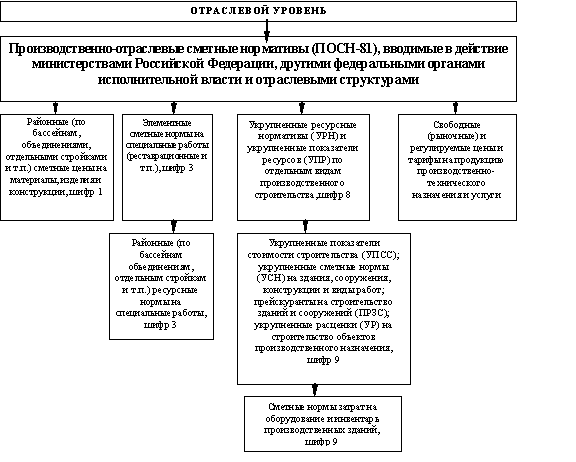 ОТРАСЛЕВОЙ УРОВЕНЬ
Производственно-отраслевые сметные нормативы (ПОСН-81), вводимые в действие
министерствами Российской Федерации, другими федеральными органами
исполнительной власти и отраслевыми структурами
Районные (по
бассейнам,
объединениями,
отдельными стройками
и т.п.) сметные цены на
материалы, изделия и
конструкции, шифр 1
Элементные
сметные нормы на
специальные работы
(реставрационные и
т.п.), шифр 3
Укрупненные ресурсные
нормативы (УРН) и
укрупненные показатели
ресурсов (УПР) по
отдельным видам
производственного
строительства, шифр 8
Свободные
(рыночные) и
регулируемые цены и
тарифы на продукцию
производственно-
технического
назначения и услуги
Районные (по
бассейнам
объединениям,
отдельным стройкам
и т.п.) ресурсные
нормы на
специальные работы,
шифр 3
Укрупненные показатели
стоимости строительства (УПСС);
укрупненные сметные нормы
(УСН) на здания, сооружения,
конструкции и виды работ;
прейскуранты на строительство
зданий и сооружений (ПРЗС);
укрупненные расценки (УР) на
строительство объектов
производственного назначения,
шифр 9
Сметные нормы затрат на
оборудование и инвентарь
производственных зданий,
шифр 9